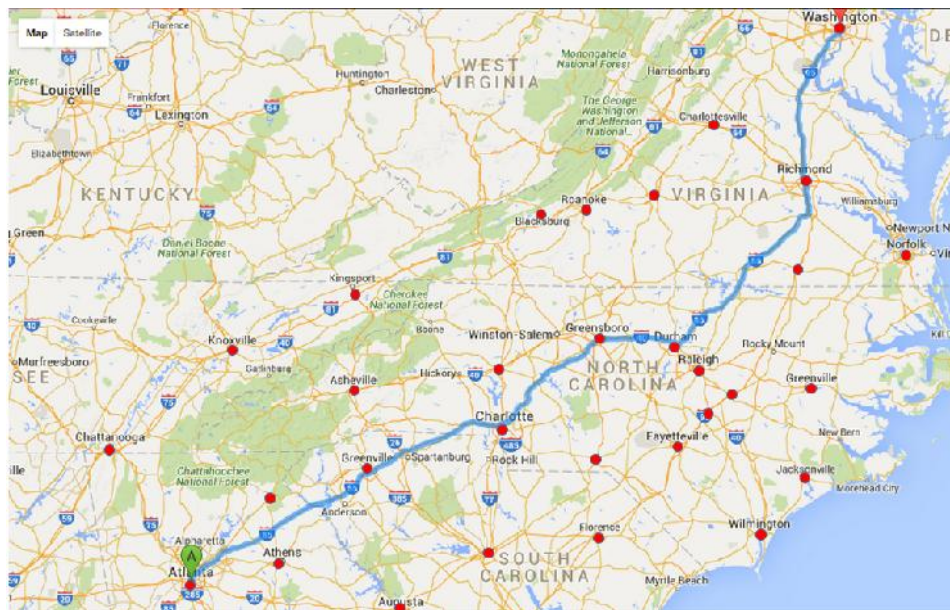 Map Satellite
Washington
WEST
VIRGINIA
Monongahela
National Forest
Harrisonburg
Huntington
Charleston
Louisville
Frankfort
Lexington
The George
Washington
and Jefferson
National...
Charlottesville
Elizabethtown
KENTUCKY
Richmond
VIRGINIA
Roanoke
Blacksburg
Williamsburg
Newport N
Norfolk
Green
Daniel Boone
National Forest
Kingsport
Cherokee
National Forest
Boone
Cookeville
Knoxville
Gatlinburg
Murfreesboro
SEE
Winston-Salem
Greensboro
Durham
Raleigh
Rocky Mount
NORTH
CAROLINA
Greenville
Asheville
Hickory
Charlotte
Chattanooga
Chattahoochee
National Forest
Greenville
Spartanburg
Rock Hill
Fayetteville
New Bern
Jacksonville
Morehead City
Anderson
Alpharetta
Athens
A
Atlanta
Florence
Wilmington
SOUTH
CAROLINA
Myrtle Beach
Augusta